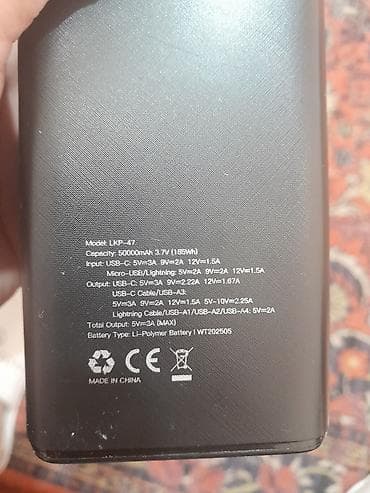 Model: LKP-47
Capacity: 50000mAh 3.7V (185Wh)
Input: USB-C: 5V=3A 9V=2A 12V=1.5A
Micro-USB/Lightning: 5V=2A 9V=2A 12V=1.5A
Output: USB-C: 5V=3A 9V=2.22A 12V=1.67A
USB-C Cable/USB-A3:
5V=3A 9V=2A 12V=1.5A 5V-10V=2.25A
Lightning Cable/USB-A1/USB-A2/USB-A4: 5V=2A
Total Output: 5V=3A (MAX)
Battery Type: Li-Polymer Battery I WT202505
CE
MADE IN CHINA